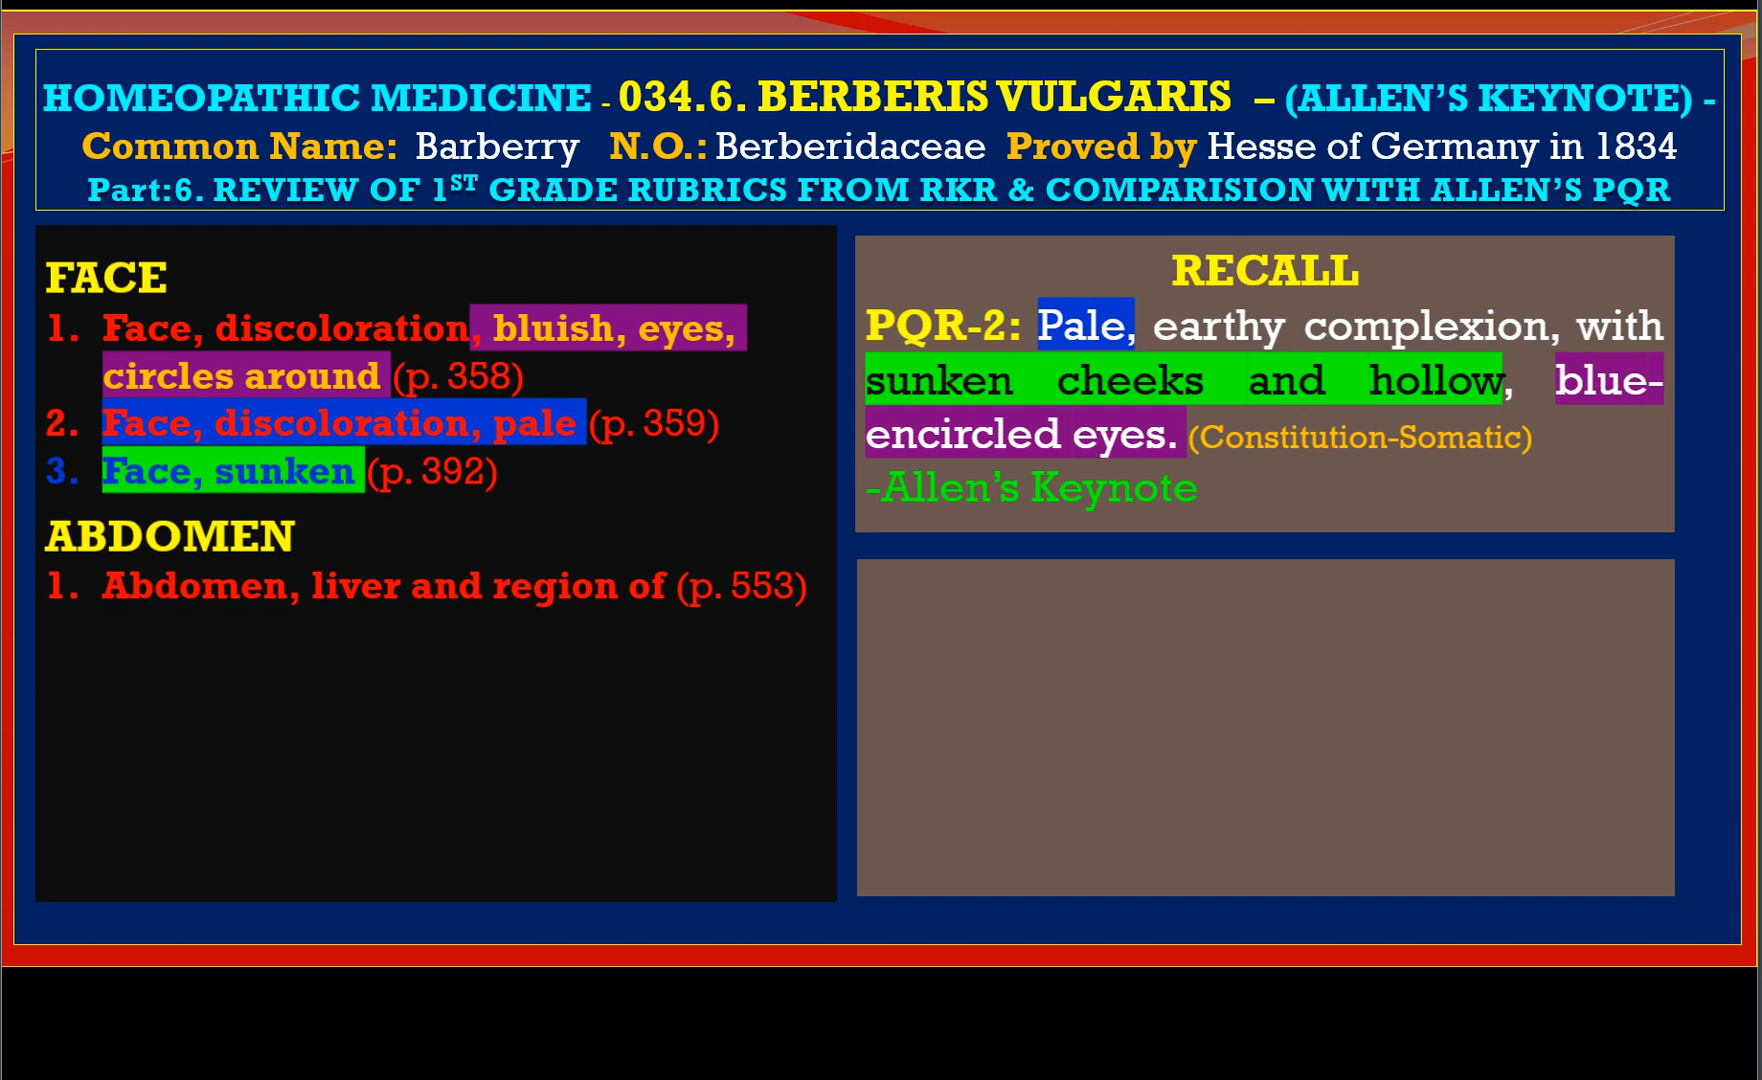 HOMEOPATHIC MEDICINE - 034.6. BERBERIS VULGARIS – (ALLEN’S KEYNOTE) -
Common Name: Barberry N.O.: Berberidaceae Proved by Hesse of Germany in 1834
Part:6. REVIEW OF 1ST GRADE RUBRICS FROM RKR & COMPARISION WITH ALLEN’S PQR
FACE
1. Face, discoloration, bluish, eyes,
circles around (p. 358)
2. Face, discoloration, pale (p. 359)
3. Face, sunken (p. 392)
ABDOMEN
1. Abdomen, liver and region of (p. 553)
RECALL
PQR-2: Pale, earthy complexion, with
sunken cheeks and hollow, blue-
encircled eyes. (Constitution-Somatic)
-Allen’s Keynote